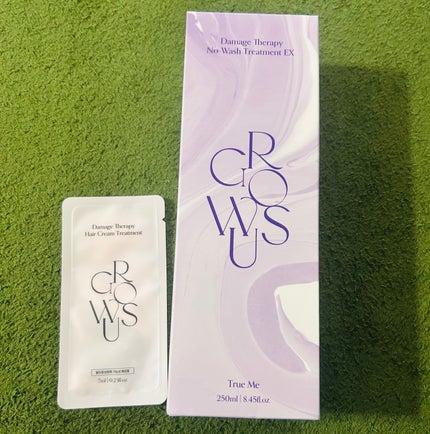 Damage Therapy
No-Wash Treatment EX
GROWUS
True Me
250ml | 8.45fl.oz
Damage Therapy
Hair Cream Treatment
GROWUS